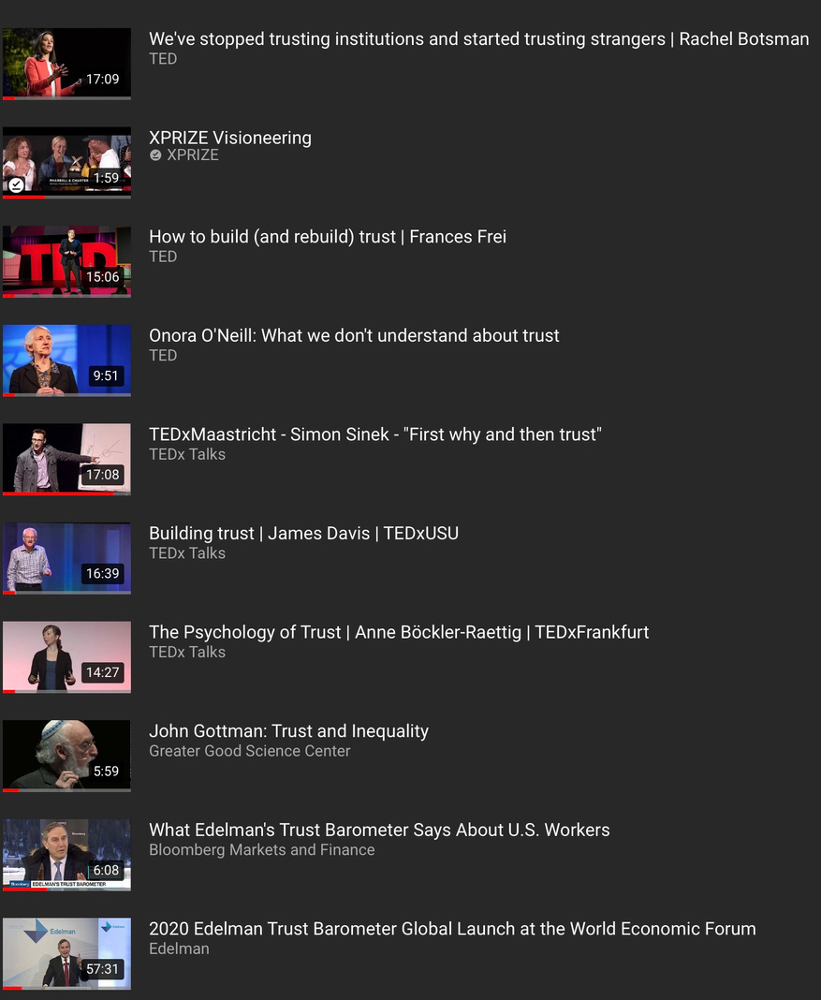 We've stopped trusting institutions and started trusting strangers | Rachel Botsman
TED
17:09
XPRIZE Visioneering
XPRIZE
PHARRELL & CHARTER
1:59
How to build (and rebuild) trust | Frances Frei
TED
TED
15:06
Onora O'Neill: What we don't understand about trust
TED
9:51
TEDxMaastricht - Simon Sinek - "First why and then trust"
TEDx Talks
17:08
Building trust | James Davis | TEDxUSU
TEDx Talks
16:39
The Psychology of Trust | Anne Böckler-Raettig | TEDxFrankfurt
TEDx Talks
14:27
John Gottman: Trust and Inequality
Greater Good Science Center
5:59
What Edelman's Trust Barometer Says About U.S. Workers
Bloomberg Markets and Finance
6:08
Bloomberg EDELMAN'S TRUST BAROMETER
2020 Edelman Trust Barometer Global Launch at the World Economic Forum
Edelman
Edelman
57:31